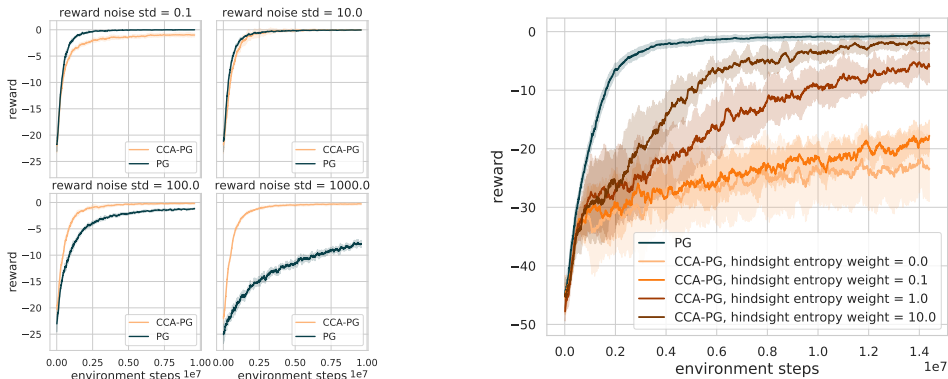 reward noise std = 0.1
reward
0
−5
−10
−15
−20
−25
CCA-PG
PG
reward noise std = 10.0
CCA-PG
PG
reward noise std = 100.0
reward
0
−5
−10
−15
−20
−25
CCA-PG
PG
0.00 0.25 0.50 0.75 1.00
1e7
reward noise std = 1000.0
CCA-PG
PG
0.00 0.25 0.50 0.75 1.00
1e7
environment steps
environment steps
reward
0
−10
−20
−30
−40
−50
PG
CCA-PG, hindsight entropy weight = 0.0
CCA-PG, hindsight entropy weight = 0.1
CCA-PG, hindsight entropy weight = 1.0
CCA-PG, hindsight entropy weight = 10.0
0.0 0.2 0.4 0.6 0.8 1.0 1.2 1.4
environment steps
1e7